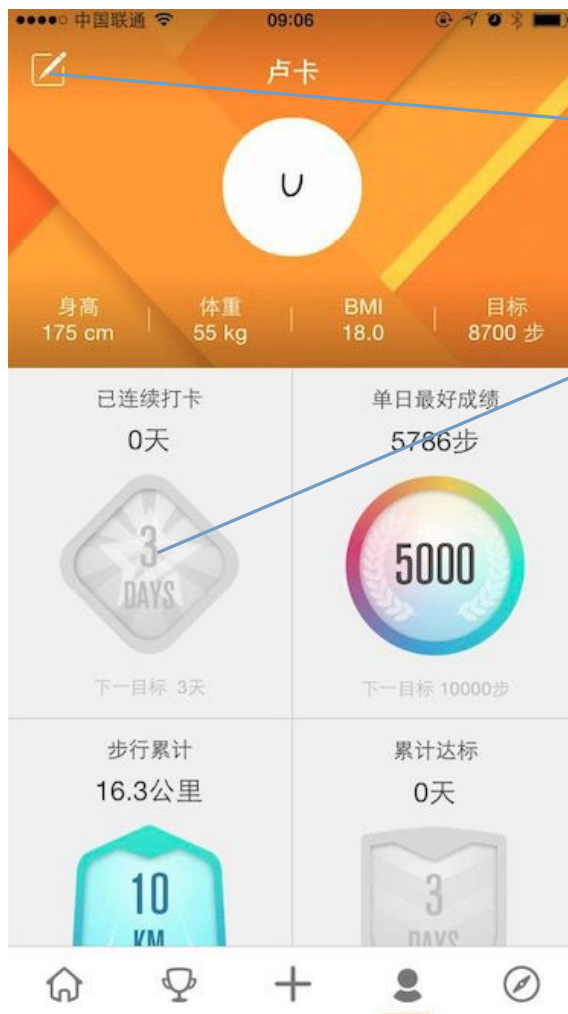 中国联通 09:06
卢卡
身高 体重 BMI 目标
175 cm 55 kg 18.0 8700 步
已连续打卡 单日最好成绩
0天 5786步
3 5000
DAYS
下一目标 3天 下一目标 10000步
步行累计 累计达标
16.3公里 0天
10 3
KM DAYS